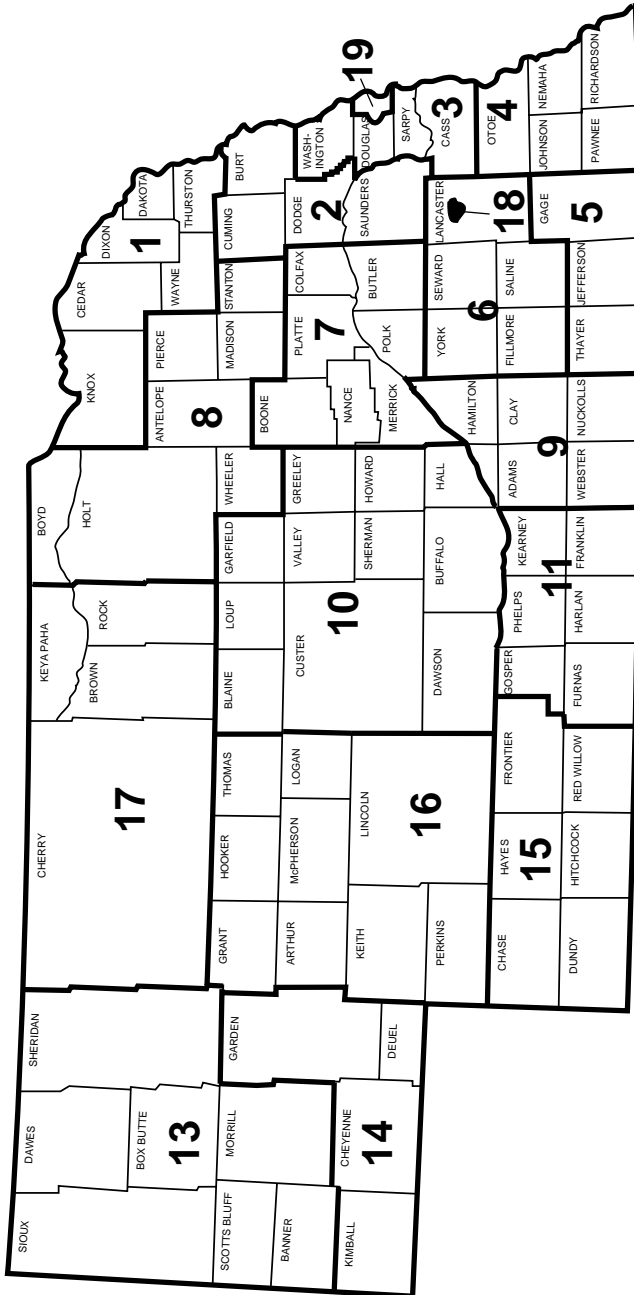 SIOUX
DAWES
SHERIDAN
BOX BUTTE
13
SCOTTS BLUFF
MORRILL
BANNER
KIMBALL
CHEYENNE
14
GARDEN
DEUEL
CHERRY
17
KEYA PAHA
BROWN
ROCK
GRANT
HOOKER
THOMAS
ARTHUR
McPHERSON
LOGAN
KEITH
LINCOLN
16
PERKINS
CHASE
HAYES
FRONTIER
15
DUNDY
HITCHCOCK
RED WILLOW
BOYD
HOLT
BLAINE
LOUP
GARFIELD
WHEELER
CUSTER
VALLEY
GREELEY
10
SHERMAN
HOWARD
DAWSON
BUFFALO
HALL
GOSPER
PHELPS
KEARNEY
11
FURNAS
HARLAN
FRANKLIN
KNOX
CEDAR
DIXON
DAKOTA
1
ANTELOPE
PIERCE
WAYNE
THURSTON
8
MADISON
STANTON
CUMING
BURT
BOONE
PLATTE
COLFAX
DODGE
WASH-
INGTON
7
2
NANCE
MERRICK
POLK
BUTLER
SAUNDERS
DOUGLAS
19
SARPY
CASS
3
HAMILTON
YORK
SEWARD
LANCASTER
OTOE
6
18
4
ADAMS
CLAY
FILLMORE
SALINE
GAGE
JOHNSON
NEMAHA
9
5
WEBSTER
NUCKOLLS
THAYER
JEFFERSON
PAWNEE
RICHARDSON